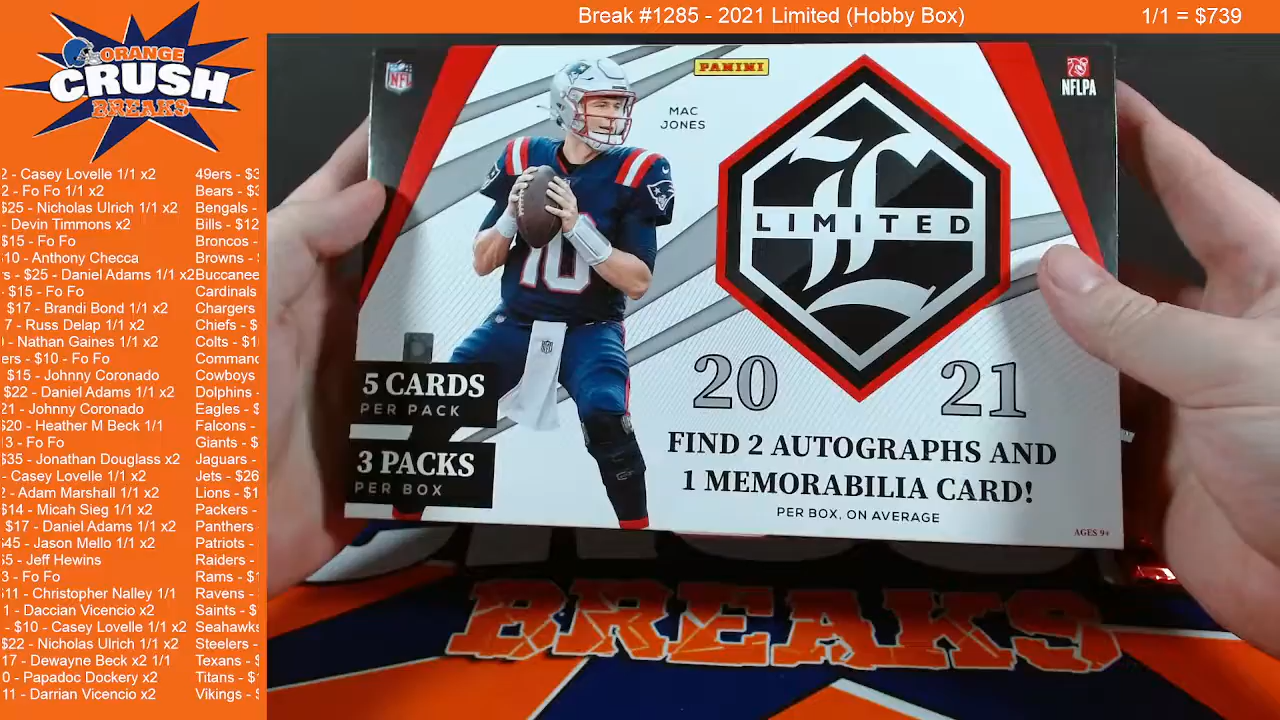 Break #1285 - 2021 Limited (Hobby Box)
1/1 = $739
ORANGE
CRUSH
BREAKS
2 - Casey Lovelle 1/1 x2
2 - Fo Fo 1/1 x2
$25 - Nicholas Ulrich 1/1 x2
- Devin Timmons x2
$15 - Fo Fo
10 - Anthony Checca
rs - $25 - Daniel Adams 1/1 x2
- $15 - Fo Fo
$17 - Brandi Bond 1/1 x2
7 - Russ Delap 1/1 x2
- Nathan Gaines 1/1 x2
ers - $10 - Fo Fo
$15 - Johnny Coronado
$22 - Daniel Adams 1/1 x2
21 - Johnny Coronado
$20 - Heather M Beck 1/1
3 - Fo Fo
$35 - Jonathan Douglass x2
- Casey Lovelle 1/1 x2
2 - Adam Marshall 1/1 x2
$14 - Micah Sieg 1/1 x2
$17 - Daniel Adams 1/1 x2
$45 - Jason Mello 1/1 x2
$5 - Jeff Hewins
3 - Fo Fo
$11 - Christopher Nalley 1/1
1 - Daccian Vicencio x2
- $10 - Casey Lovelle 1/1 x2
$22 - Nicholas Ulrich 1/1 x2
17 - Dewayne Beck x2 1/1
0 - Papadoc Dockery x2
11 - Darrian Vicencio x2
49ers - $3
Bears - $3
Bengals -
Bills - $12
Broncos -
Browns -
Buccanee
Cardinals
Chargers
Chiefs - $
Colts - $1
Comman
Cowboys
Dolphins
Eagles - $
Falcons -
Giants - $
Jaguars -
Jets - $26
Lions - $1
Packers -
Panthers
Patriots -
Raiders -
Rams - $1
Ravens -
Saints - $
Seahawks
Steelers -
Texans - $
Titans - $
Vikings - $
NFL
PANINI
NFLPA
MAC
JONES
LIMITED
10
20 21
5 CARDS
PER PACK
3 PACKS
PER BOX
FIND 2 AUTOGRAPHS AND
1 MEMORABILIA CARD!
PER BOX, ON AVERAGE
AGES 9+
BREAKS